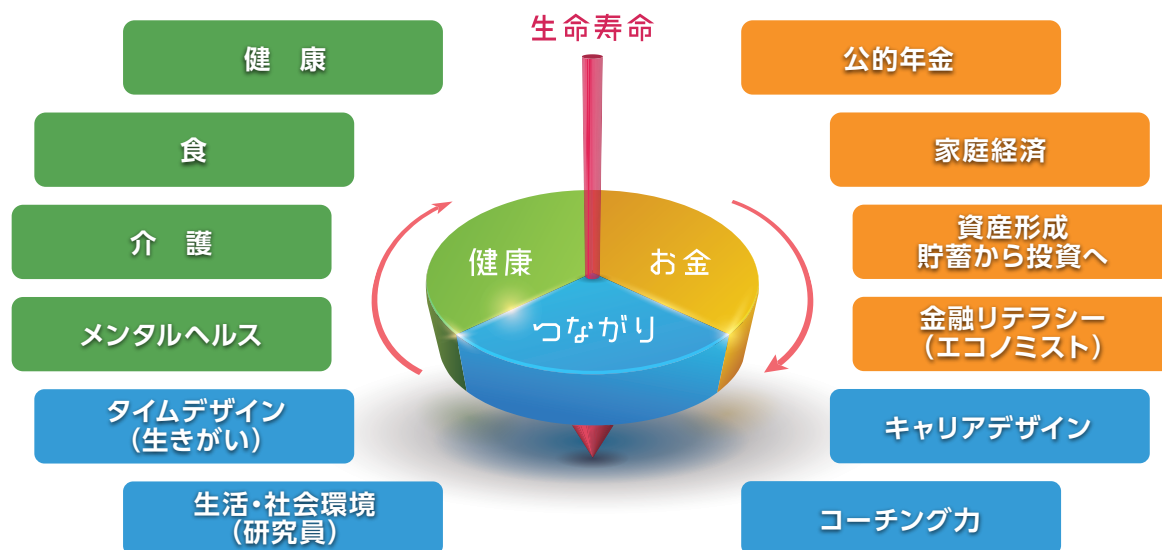 生命寿命
健　康
食
介　護
メンタルヘルス
タイムデザイン
（生きがい）
生活・社会環境
（研究員）
健康
お金
つながり
公的年金
家庭経済
資産形成
貯蓄から投資へ
金融リテラシー
（エコノミスト）
キャリアデザイン
コーチング力